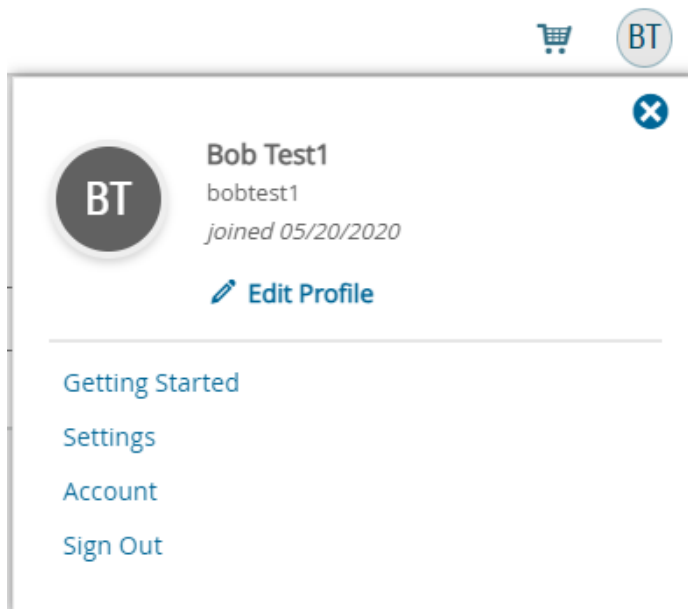 BT
BT
Bob Test1
bobtest1
joined 05/20/2020
Edit Profile
Getting Started
Settings
Account
Sign Out